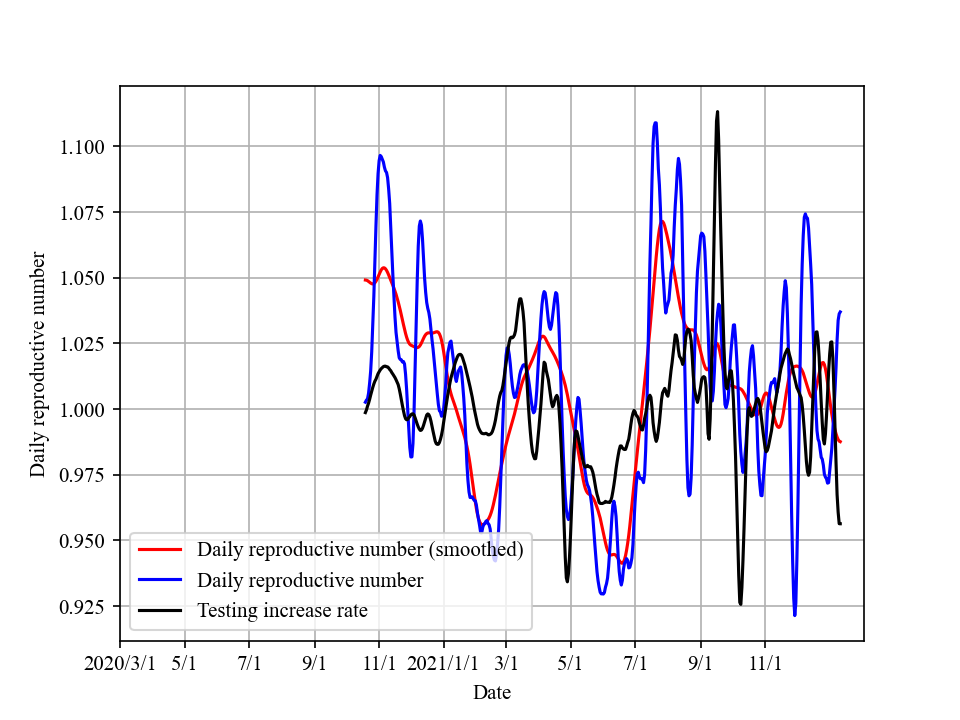 Daily reproductive number
1.100
1.075
1.050
1.025
1.000
0.975
0.950
0.925
Daily reproductive number (smoothed)
Daily reproductive number
Testing increase rate
2020/3/1 5/1 7/1 9/1 11/1 2021/1/1 3/1 5/1 7/1 9/1 11/1
Date